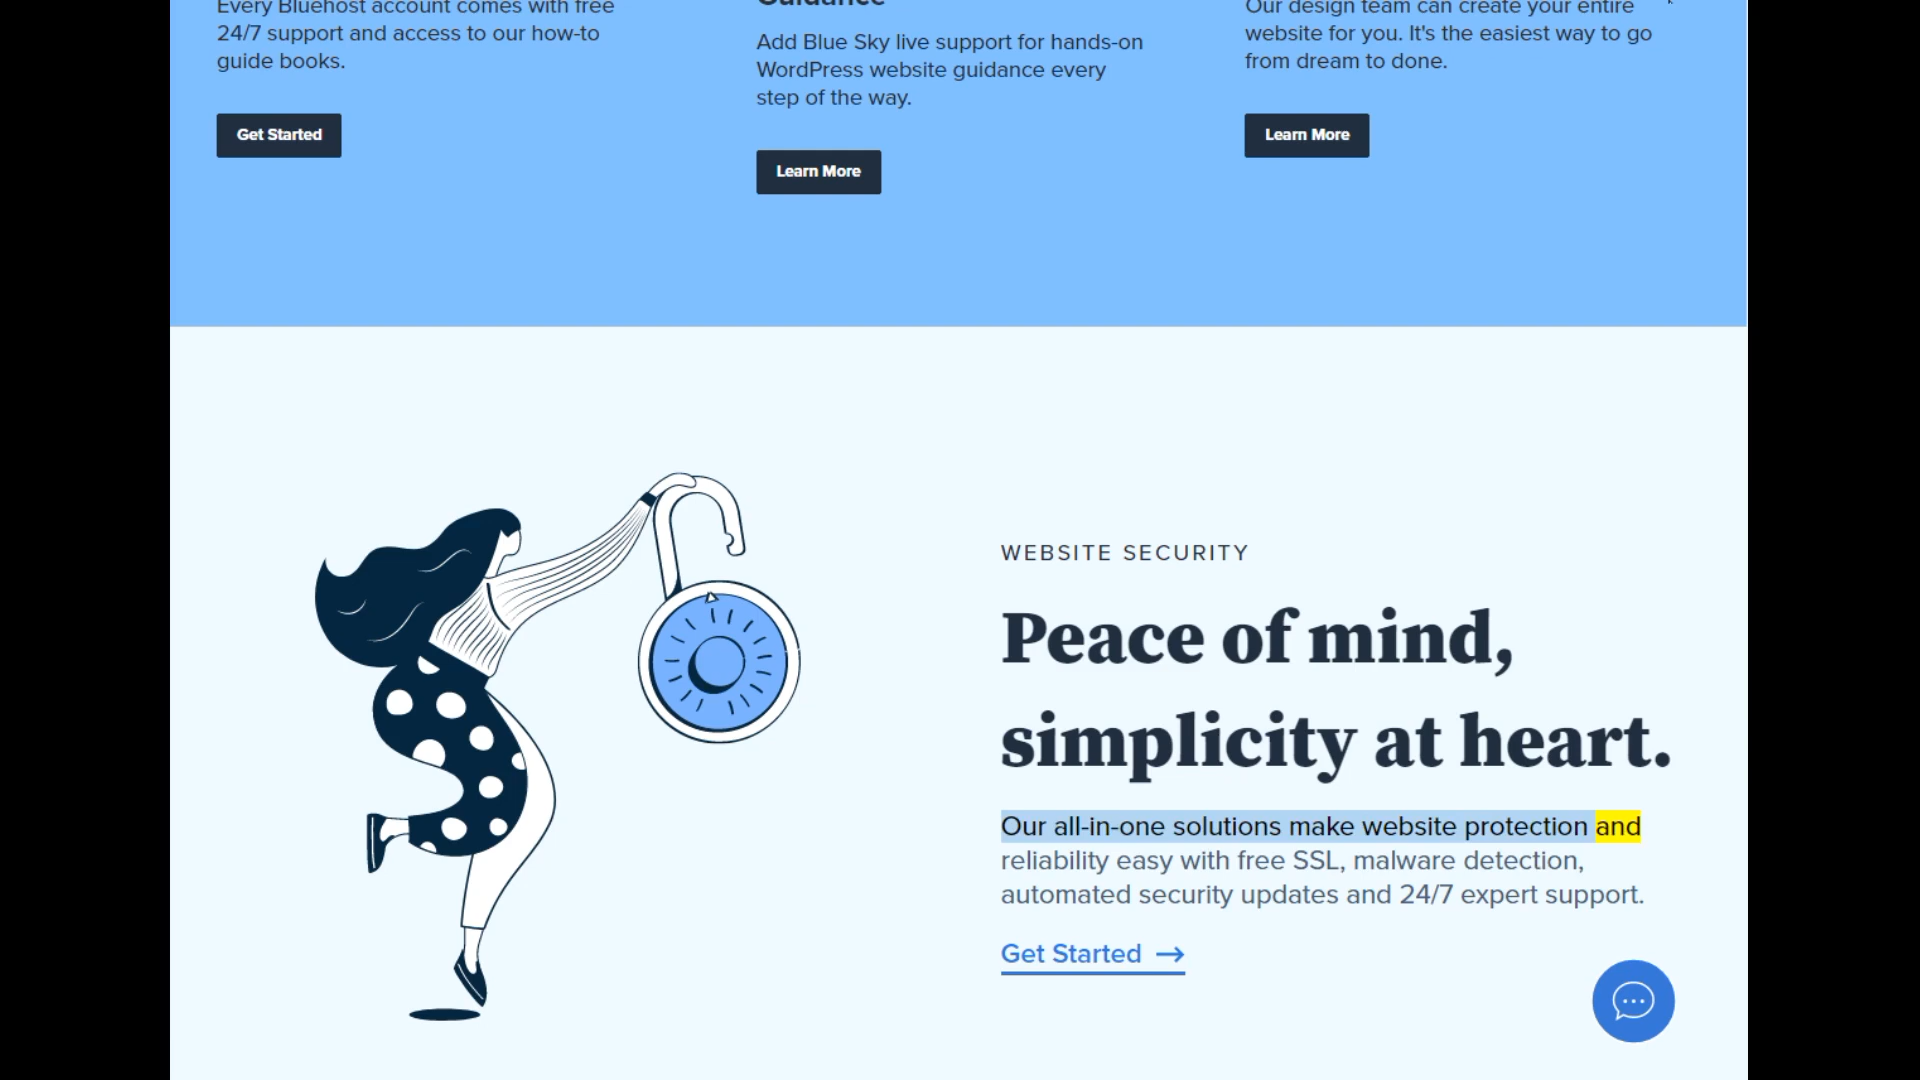 Every Bluehost account comes with free
24/7 support and access to our how-to
guide books.
Get Started
Guidance
Add Blue Sky live support for hands-on
WordPress website guidance every
step of the way.
Learn More
Our design team can create your entire
website for you. It's the easiest way to go
from dream to done.
Learn More
WEBSITE SECURITY
Peace of mind,
simplicity at heart.
Our all-in-one solutions make website protection and
reliability easy with free SSL, malware detection,
automated security updates and 24/7 expert support.
Get Started →